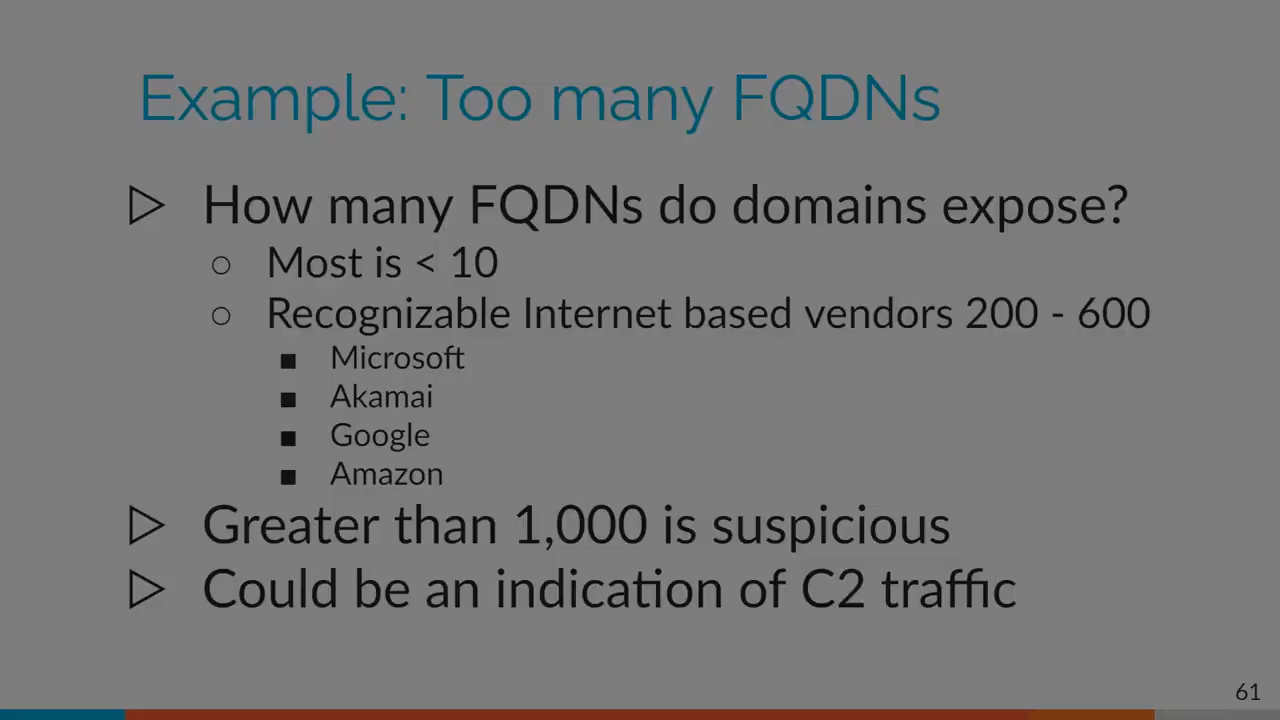 Example: Too many FQDNs
▷ How many FQDNs do domains expose?
○ Most is < 10
○ Recognizable Internet based vendors 200 - 600
■ Microsoft
■ Akamai
■ Google
■ Amazon
▷ Greater than 1,000 is suspicious
▷ Could be an indication of C2 traffic
61